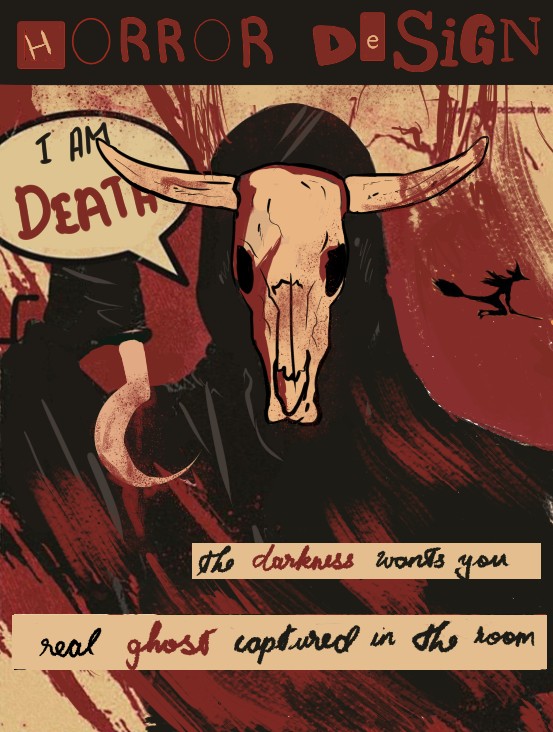 HORROR DeSiGN
I AM
DEATH
the darkness wants you
real ghost captured in the room